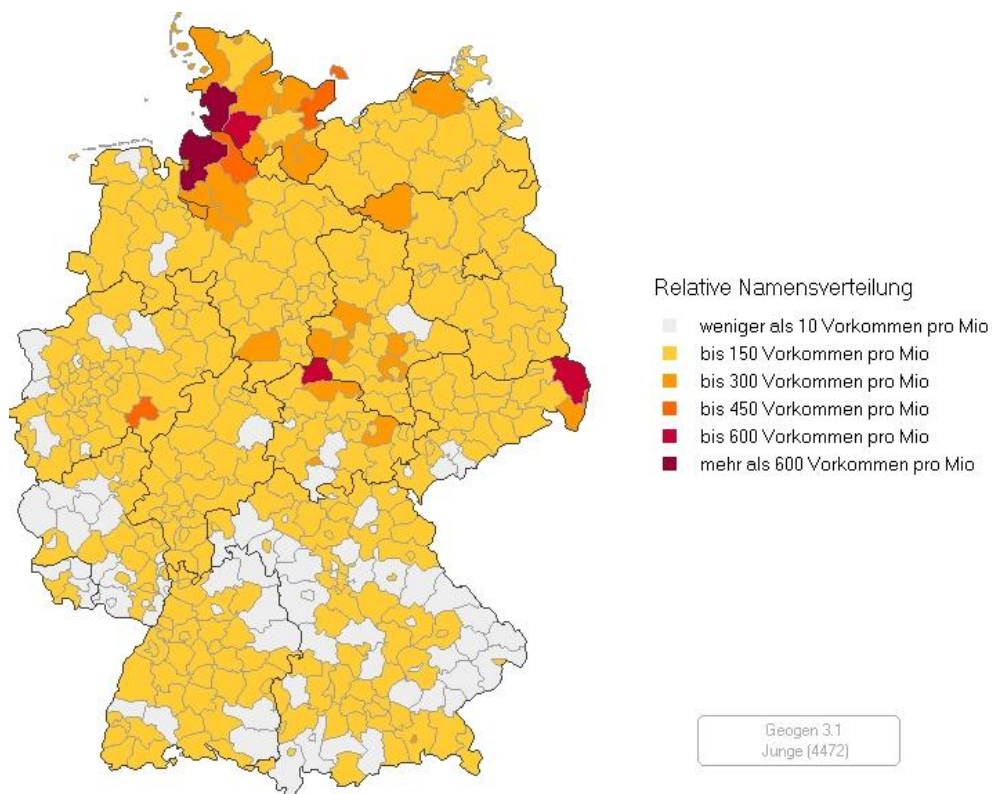 Relative Namensverteilung
weniger als 10 Vorkommen pro Mio
bis 150 Vorkommen pro Mio
bis 300 Vorkommen pro Mio
bis 450 Vorkommen pro Mio
bis 600 Vorkommen pro Mio
mehr als 600 Vorkommen pro Mio
Geogen 3.1
Junge (4472)